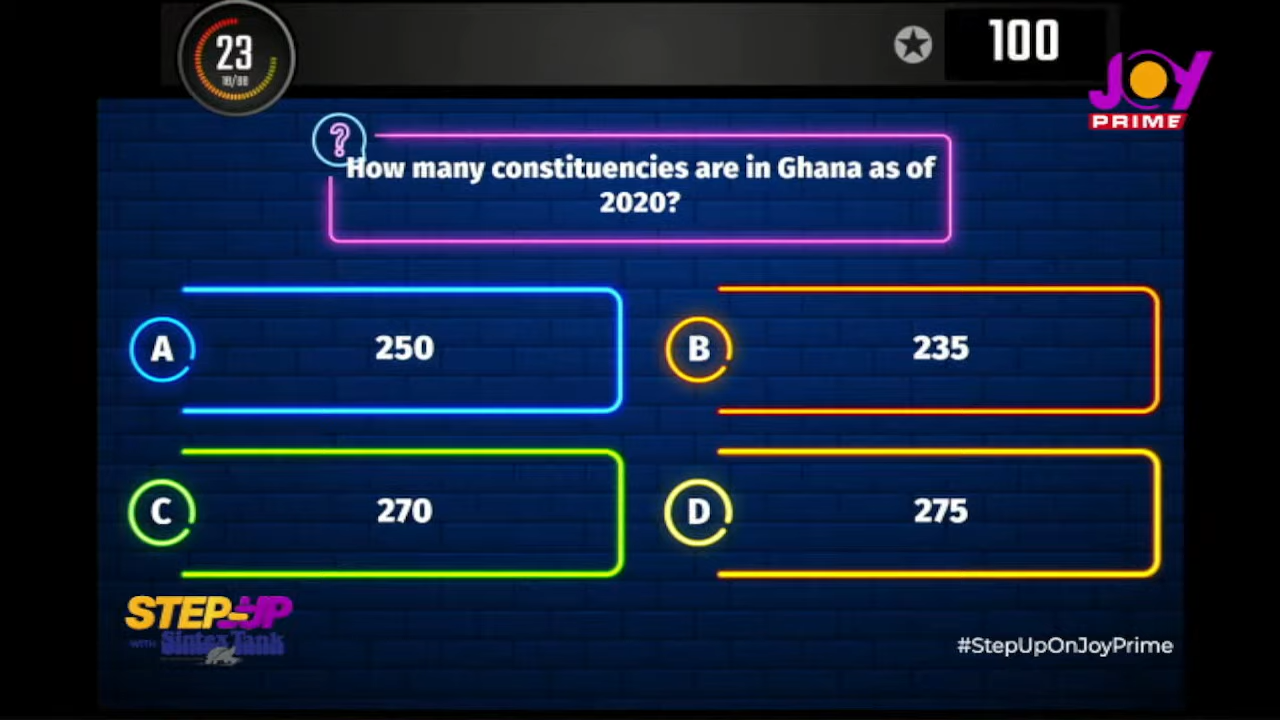 23
100
JOY
PRIME
?
How many constituencies are in Ghana as of
2020?
A
250
B
235
C
270
D
275
STEP-UP
WITH Sintex Tank
#StepUpOnJoyPrime